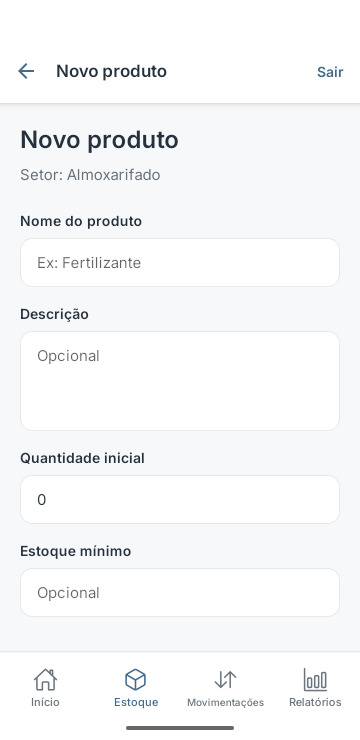 Novo produto
Sair
Novo produto
Setor: Almoxarifado
Nome do produto
Ex: Fertilizante
Descrição
Opcional
Quantidade inicial
0
Estoque mínimo
Opcional
Início
Estoque
Movimentações
Relatórios